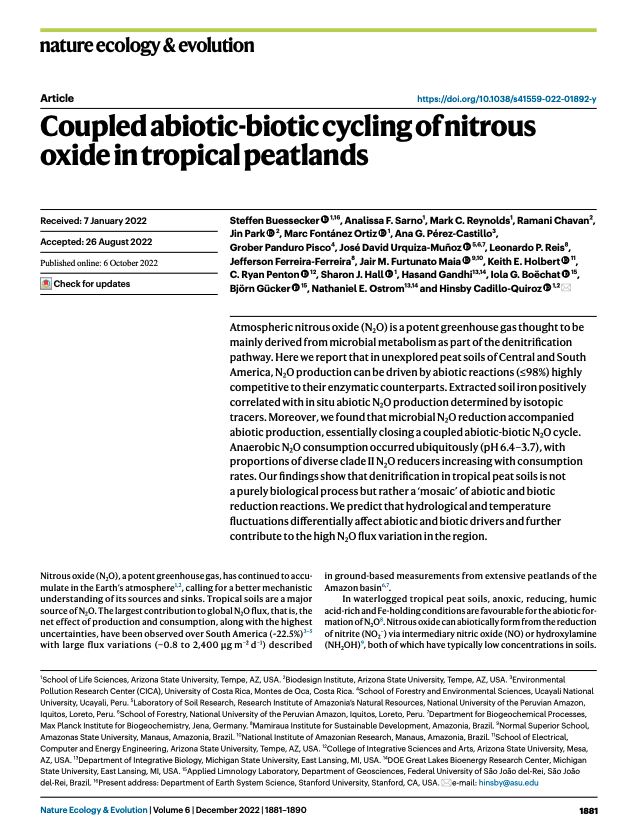 nature ecology & evolution
Article
https://doi.org/10.1038/s41559-022-01892-y
Coupled abiotic-biotic cycling of nitrous
oxide in tropical peatlands
Received: 7 January 2022
Accepted: 26 August 2022
Published online: 6 October 2022
Check for updates
Steffen Buessecker 1,16, Analissa F. Sarno1, Mark C. Reynolds1, Ramani Chavan2,
Jin Park 2, Marc Fontánez Ortiz 1, Ana G. Pérez-Castillo3,
Grober Panduro Pisco4, José David Urquiza-Muñoz 5,6,7, Leonardo P. Reis8,
Jefferson Ferreira-Ferreira8, Jair M. Furtunato Maia 9,10, Keith E. Holbert 11,
C. Ryan Penton 12, Sharon J. Hall 1, Hasand Gandhi13,14, Iola G. Boëchat 15,
Björn Gücker 15, Nathaniel E. Ostrom13,14 and Hinsby Cadillo-Quiroz 1,2
Atmospheric nitrous oxide (N2O) is a potent greenhouse gas thought to be
mainly derived from microbial metabolism as part of the denitrification
pathway. Here we report that in unexplored peat soils of Central and South
America, N2O production can be driven by abiotic reactions (≤98%) highly
competitive to their enzymatic counterparts. Extracted soil iron positively
correlated with in situ abiotic N2O production determined by isotopic
tracers. Moreover, we found that microbial N2O reduction accompanied
abiotic production, essentially closing a coupled abiotic-biotic N2O cycle.
Anaerobic N2O consumption occurred ubiquitously (pH 6.4–3.7), with
proportions of diverse clade II N2O reducers increasing with consumption
rates. Our findings show that denitrification in tropical peat soils is not
a purely biological process but rather a ‘mosaic’ of abiotic and biotic
reduction reactions. We predict that hydrological and temperature
fluctuations differentially affect abiotic and biotic drivers and further
contribute to the high N2O flux variation in the region.
Nitrous oxide (N2O), a potent greenhouse gas, has continued to accu-
mulate in the Earth’s atmosphere1,2, calling for a better mechanistic
understanding of its sources and sinks. Tropical soils are a major
source of N2O. The largest contribution to global N2O flux, that is, the
net effect of production and consumption, along with the highest
uncertainties, have been observed over South America (~22.5%)3–5
with large flux variations (−0.8 to 2,400 μg m−2 d−1) described
in ground-based measurements from extensive peatlands of the
Amazon basin6,7.
In waterlogged tropical peat soils, anoxic, reducing, humic
acid-rich and Fe-holding conditions are favourable for the abiotic for-
mation of N2O8. Nitrous oxide can abiotically form from the reduction
of nitrite (NO2−) via intermediary nitric oxide (NO) or hydroxylamine
(NH2OH)9, both of which have typically low concentrations in soils.
1School of Life Sciences, Arizona State University, Tempe, AZ, USA. 2Biodesign Institute, Arizona State University, Tempe, AZ, USA. 3Environmental
Pollution Research Center (CICA), University of Costa Rica, Montes de Oca, Costa Rica. 4School of Forestry and Environmental Sciences, Ucayali National
University, Ucayali, Peru. 5Laboratory of Soil Research, Research Institute of Amazonia’s Natural Resources, National University of the Peruvian Amazon,
Iquitos, Loreto, Peru. 6School of Forestry, National University of the Peruvian Amazon, Iquitos, Loreto, Peru. 7Department for Biogeochemical Processes,
Max Planck Institute for Biogeochemistry, Jena, Germany. 8Mamiraua Institute for Sustainable Development, Amazonia, Brazil. 9Normal Superior School,
Amazonas State University, Manaus, Amazonia, Brazil. 10National Institute of Amazonian Research, Manaus, Amazonia, Brazil. 11School of Electrical,
Computer and Energy Engineering, Arizona State University, Tempe, AZ, USA. 12College of Integrative Sciences and Arts, Arizona State University, Mesa,
AZ, USA. 13Department of Integrative Biology, Michigan State University, East Lansing, MI, USA. 14DOE Great Lakes Bioenergy Research Center, Michigan
State University, East Lansing, MI, USA. 15Applied Limnology Laboratory, Department of Geosciences, Federal University of São João del-Rei, São João
del-Rei, Brazil. 16Present address: Department of Earth System Science, Stanford University, Stanford, CA, USA. e-mail: hinsby@asu.edu
Nature Ecology & Evolution | Volume 6 | December 2022 | 1881–1890
1881